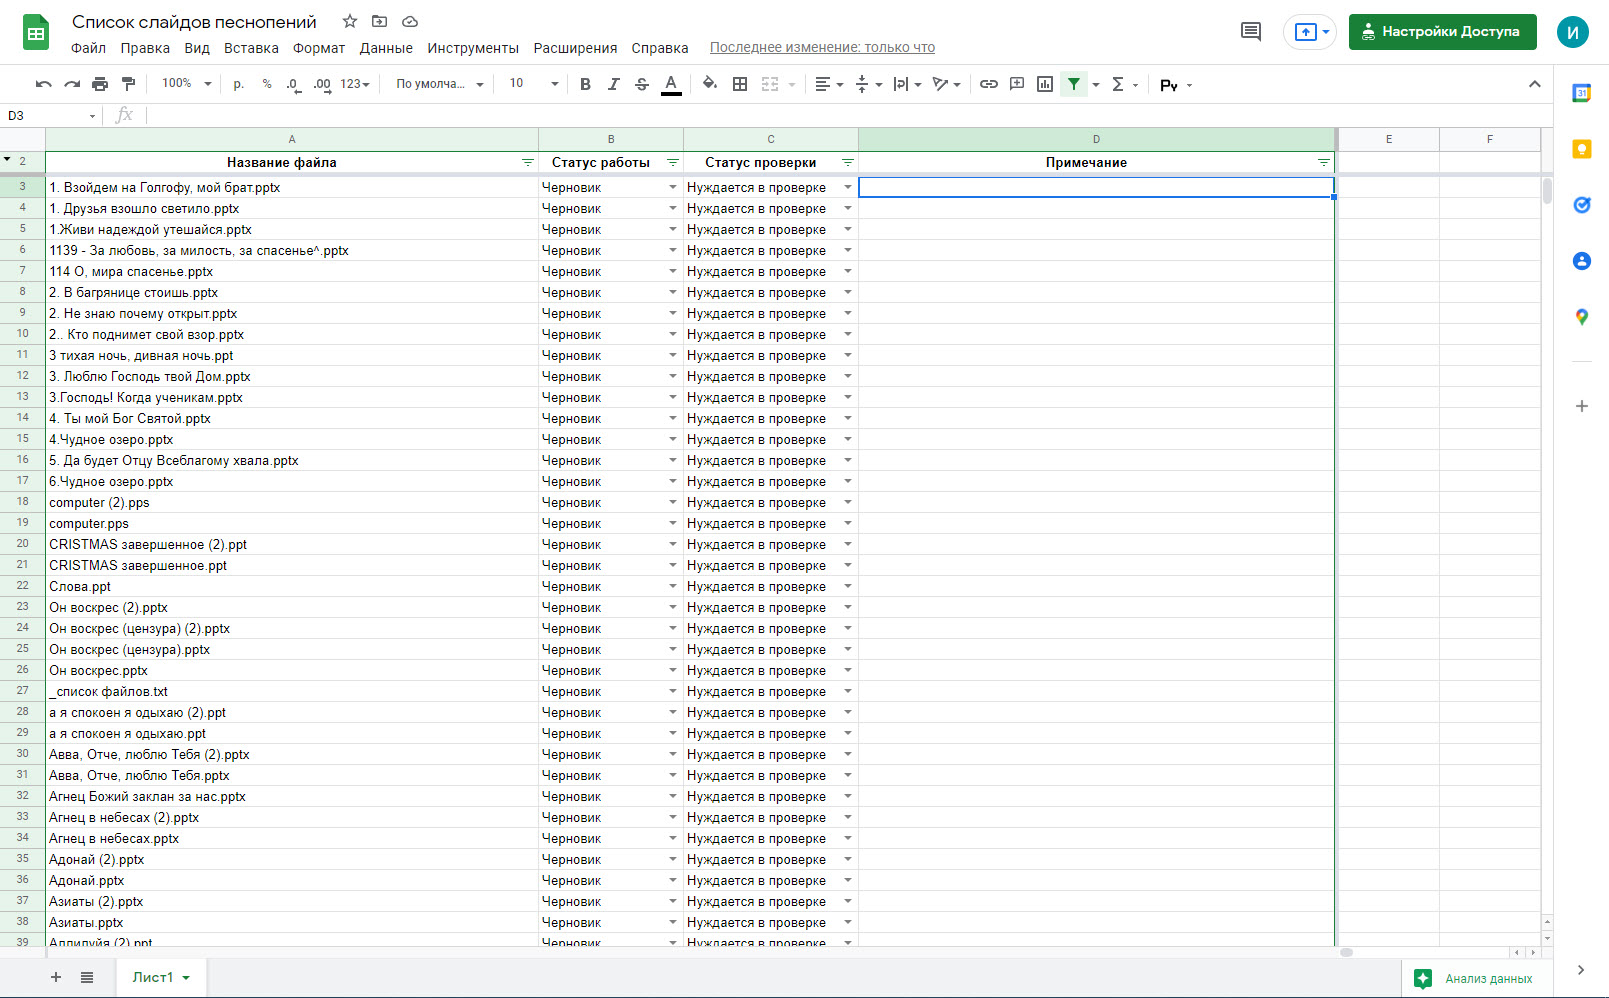 Список слайдов песнопений
Файл Правка Вид Вставка Формат Данные Инструменты Расширения Справка Последнее изменение: только что
Настройки Доступа
И
100% р. % .0 .00 123 По умолча... 10 B I S A Σ Py
31
D3 fx
A B C D E F
2 Название файла Статус работы Статус проверки Примечание
3 1. Взойдем на Голгофу, мой брат.pptx Черновик Нуждается в проверке
4 1. Друзья взошло светило.pptx Черновик Нуждается в проверке
5 1.Живи надеждой утешайся.pptx Черновик Нуждается в проверке
6 1139 - За любовь, за милость, за спасенье^.pptx Черновик Нуждается в проверке
7 114 О, мира спасенье.pptx Черновик Нуждается в проверке
8 2. В багрянице стоишь.pptx Черновик Нуждается в проверке
9 2. Не знаю почему открыт.pptx Черновик Нуждается в проверке
10 2.. Кто поднимет свой взор.pptx Черновик Нуждается в проверке
11 3 тихая ночь, дивная ночь.ppt Черновик Нуждается в проверке
12 3. Люблю Господь твой Дом.pptx Черновик Нуждается в проверке
13 3.Господь! Когда ученикам.pptx Черновик Нуждается в проверке
14 4. Ты мой Бог Святой.pptx Черновик Нуждается в проверке
15 4.Чудное озеро.pptx Черновик Нуждается в проверке
16 5. Да будет Отцу Всеблагому хвала.pptx Черновик Нуждается в проверке
17 6.Чудное озеро.pptx Черновик Нуждается в проверке
18 computer (2).pps Черновик Нуждается в проверке
19 computer.pps Черновик Нуждается в проверке
20 CRISTMAS завершенное (2).ppt Черновик Нуждается в проверке
21 CRISTMAS завершенное.ppt Черновик Нуждается в проверке
22 Слова.ppt Черновик Нуждается в проверке
23 Он воскрес (2).pptx Черновик Нуждается в проверке
24 Он воскрес (цензура) (2).pptx Черновик Нуждается в проверке
25 Он воскрес (цензура).pptx Черновик Нуждается в проверке
26 Он воскрес.pptx Черновик Нуждается в проверке
27 _список файлов.txt Черновик Нуждается в проверке
28 а я спокоен я одыхаю (2).ppt Черновик Нуждается в проверке
29 а я спокоен я одыхаю.ppt Черновик Нуждается в проверке
30 Авва, Отче, люблю Тебя (2).pptx Черновик Нуждается в проверке
31 Авва, Отче, люблю Тебя.pptx Черновик Нуждается в проверке
32 Агнец Божий заклан за нас.pptx Черновик Нуждается в проверке
33 Агнец в небесах (2).pptx Черновик Нуждается в проверке
34 Агнец в небесах.pptx Черновик Нуждается в проверке
35 Адонай (2).pptx Черновик Нуждается в проверке
36 Адонай.pptx Черновик Нуждается в проверке
37 Азиаты (2).pptx Черновик Нуждается в проверке
38 Азиаты.pptx Черновик Нуждается в проверке
39 Аллилуйя (2).ppt Черновик Нуждается в проверке
Лист1 Анализ данных